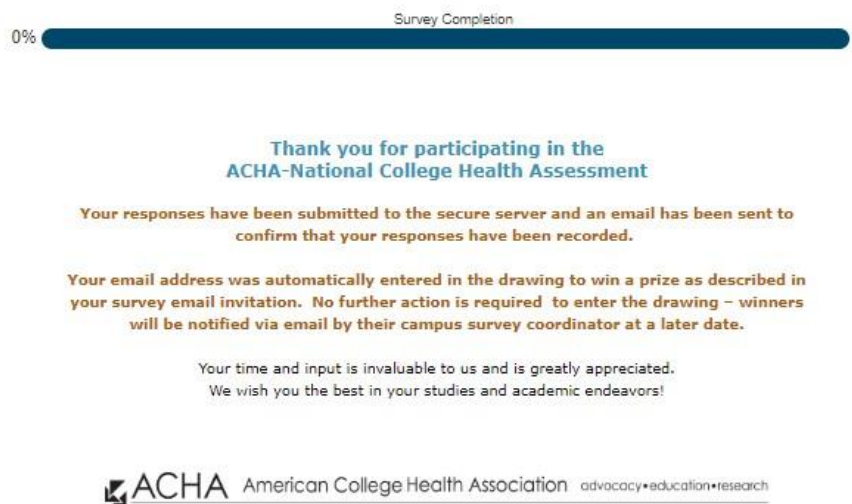 Survey Completion
0%
Thank you for participating in the
ACHA-National College Health Assessment
Your responses have been submitted to the secure server and an email has been sent to
confirm that your responses have been recorded.
Your email address was automatically entered in the drawing to win a prize as described in
your survey email invitation.  No further action is required  to enter the drawing – winners
will be notified via email by their campus survey coordinator at a later date.
Your time and input is invaluable to us and is greatly appreciated.
We wish you the best in your studies and academic endeavors!
ACHA American College Health Association advocacy•education•research